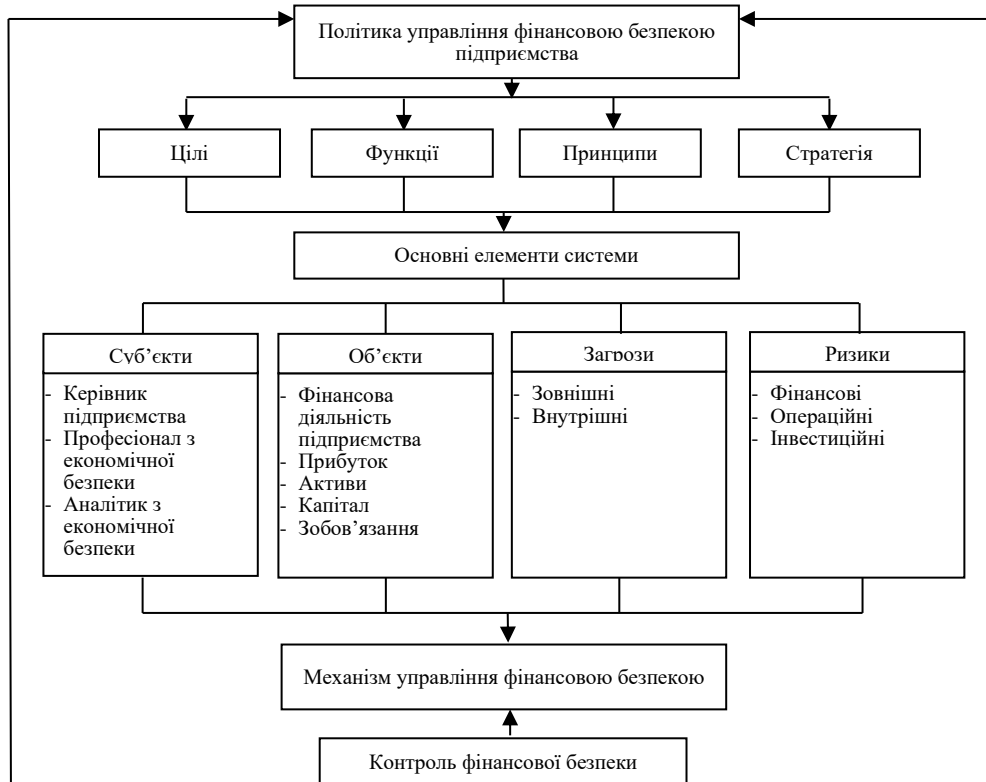 Політика управління фінансовою безпекою
підприємства
Цілі
Функції
Принципи
Стратегія
Основні елементи системи
Суб’єкти
- Керівник
підприємства
- Професіонал з
економічної
безпеки
- Аналітик з
економічної
безпеки
Об’єкти
- Фінансова
діяльність
підприємства
- Прибуток
- Активи
- Капітал
- Зобов’язання
Загрози
- Зовнішні
- Внутрішні
Ризики
- Фінансові
- Операційні
- Інвестиційні
Механізм управління фінансовою безпекою
Контроль фінансової безпеки